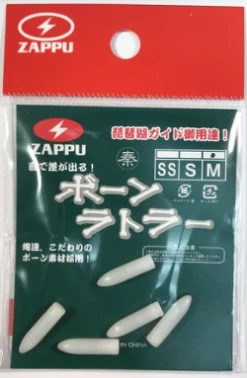 ZAPPU
ZAPPU
琵琶湖ガイド御用達！
音で差が出る！
秦
SS S M
ボーン
ラトラー
俺達、こだわりの
ボーン素材採用！
IN CHINA